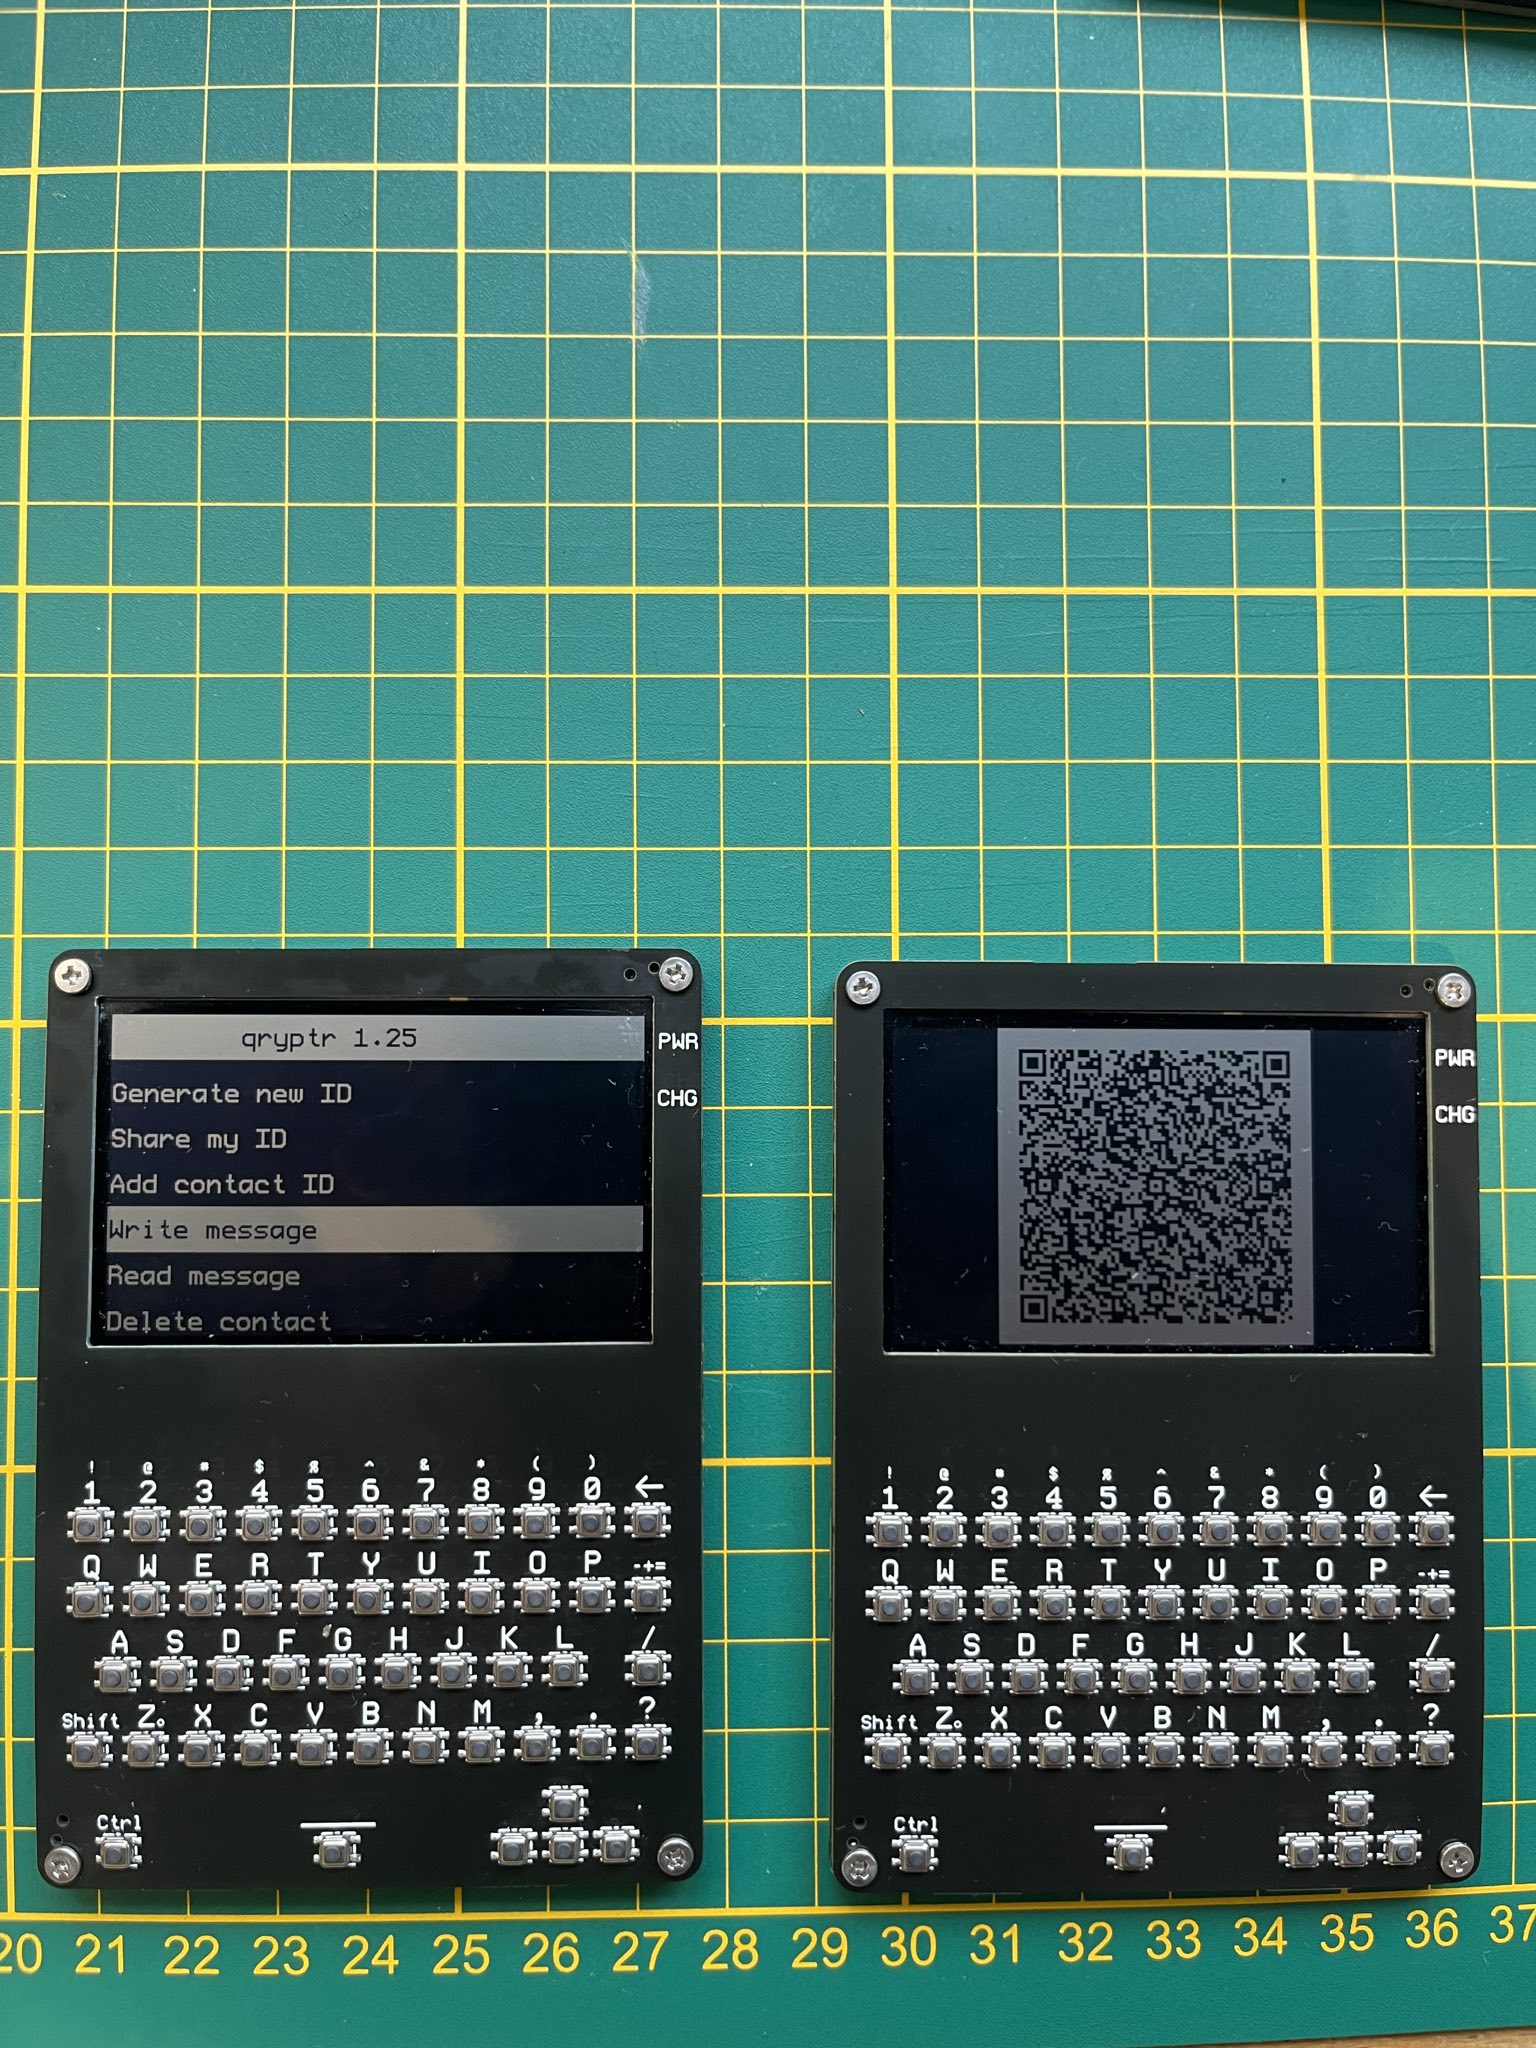 qryptr 1.25
PWR
Generate new ID
CHG
Share my ID
Add contact ID
Write message
Read message
Delete contact
! @ # $ % ^ & * ( )
1 2 3 4 5 6 7 8 9 0 ←
Q W E R T Y U I O P -+=
A S D F G H J K L /
Shift Z X C V B N M , . ?
Ctrl
PWR
CHG
! @ # $ % ^ & * ( )
1 2 3 4 5 6 7 8 9 0 ←
Q W E R T Y U I O P -+=
A S D F G H J K L /
Shift Z X C V B N M , . ?
Ctrl
20 21 22 23 24 25 26 27 28 29 30 31 32 33 34 35 36 37